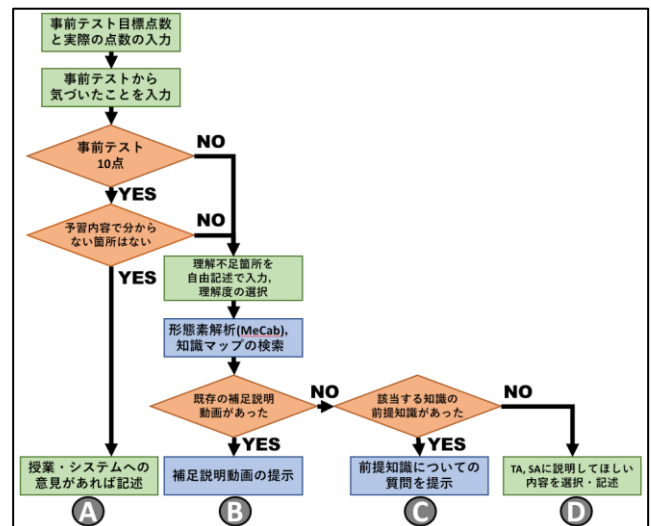 事前テスト目標点数
と実際の点数の入力
事前テストから
気づいたことを入力
事前テスト
10点
NO
YES
予習内容で分から
ない箇所はない
NO
YES
理解不足箇所を
自由記述で入力,
理解度の選択
形態素解析(MeCab),
知識マップの検索
既存の補足説明
動画があった
NO
YES
該当する知識の
前提知識があった
NO
YES
授業・システムへの
意見があれば記述
補足説明動画の提示
前提知識についての
質問を提示
TA, SAに説明してほしい
内容を選択・記述
A
B
C
D